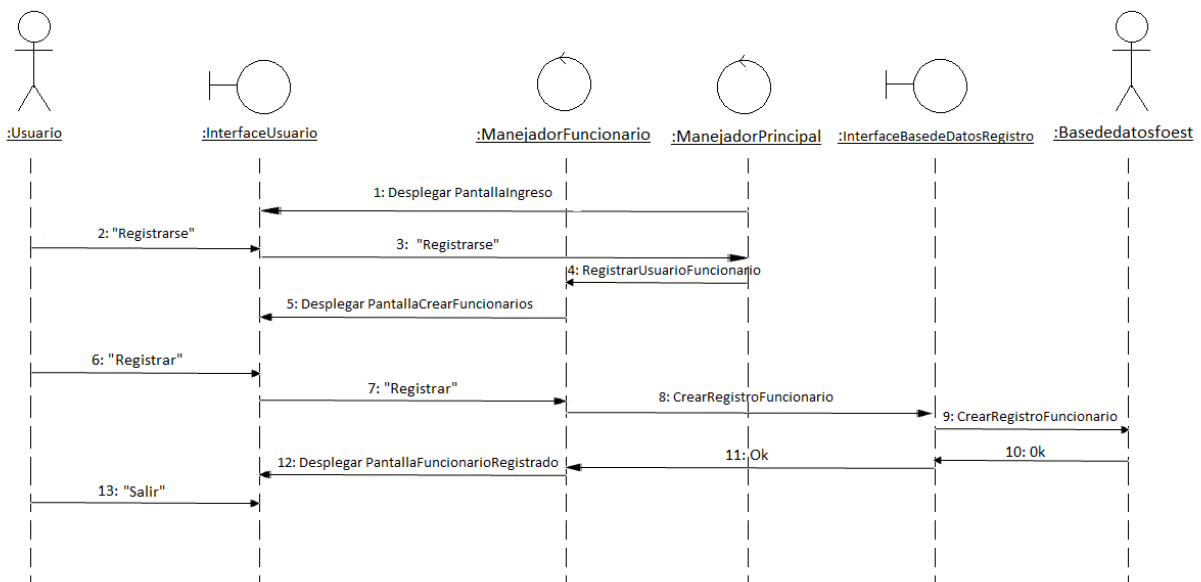 :Usuario
:InterfaceUsuario
:ManejadorFuncionario
:ManejadorPrincipal
:InterfaceBasedeDatosRegistro
:Basededatosfoest
1: Desplegar PantallaIngreso
2: "Registrarse"
3: "Registrarse"
4: RegistrarUsuarioFuncionario
5: Desplegar PantallaCrearFuncionarios
6: "Registrar"
7: "Registrar"
8: CrearRegistroFuncionario
9: CrearRegistroFuncionario
10: Ok
11: Ok
12: Desplegar PantallaFuncionarioRegistrado
13: "Salir"